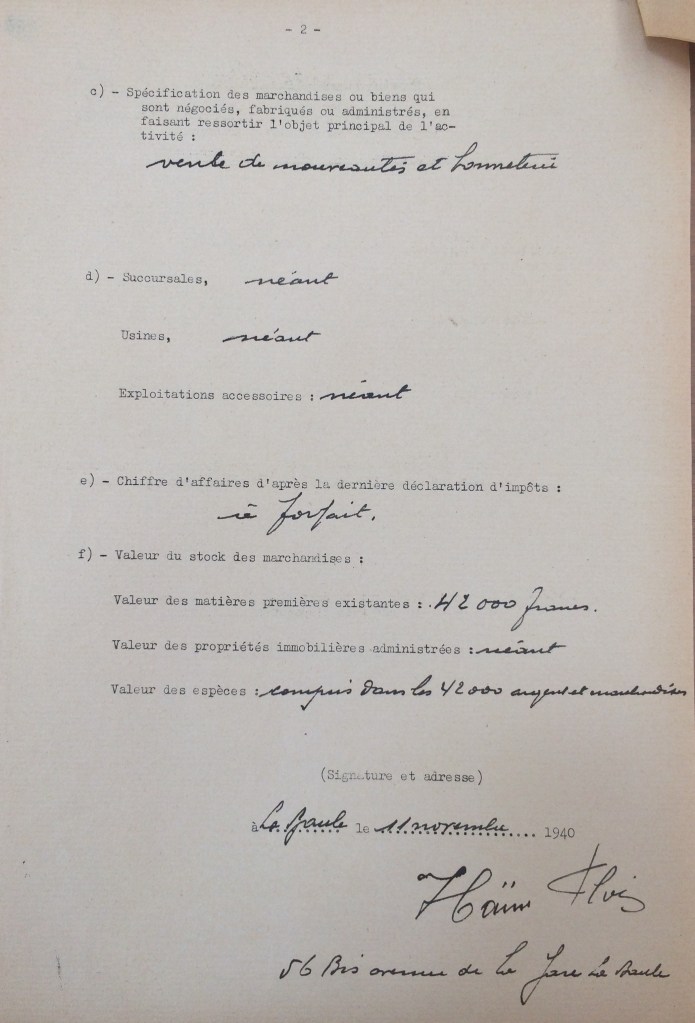 - 2 -
c) - Spécification des marchandises ou biens qui
sont négociés, fabriqués ou administrés, en
faisant ressortir l'objet principal de l'ac-
tivité :
vente de nouveautés et bonneterie
d) - Succursales, néant
Usines, néant
Exploitations accessoires : néant
e) - Chiffre d'affaires d'après la dernière déclaration d'impôts :
à forfait.
f) - Valeur du stock des marchandises :
Valeur des matières premières existantes : 42 000 francs.
Valeur des propriétés immobilières administrées : néant
Valeur des espèces : compris dans les 42000 argent et marchandises
(Signature et adresse)
à La Baule le 11 novembre 1940
Haïm
56 Bis avenue de la Gare La Baule